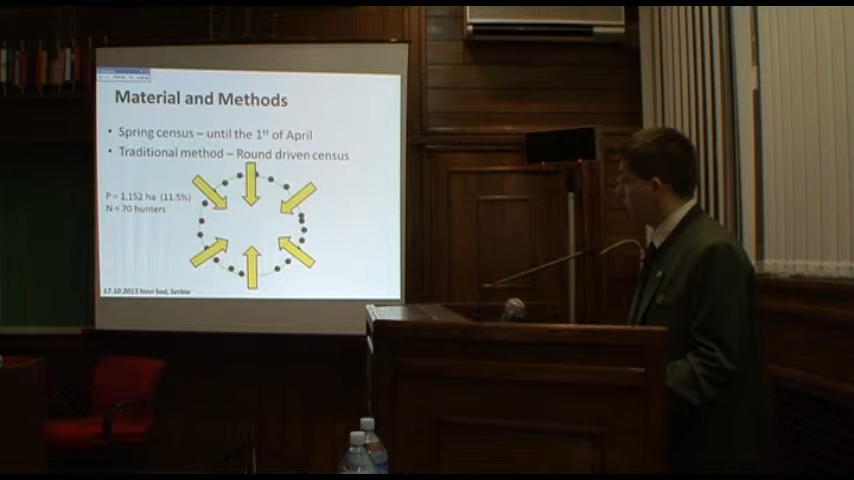 Material and Methods
• Spring census – until the 1st of April
• Traditional method – Round driven census
P = 1,152 ha (11.5%)
N = 70 hunters
17.10.2013 Novi Sad, Serbia